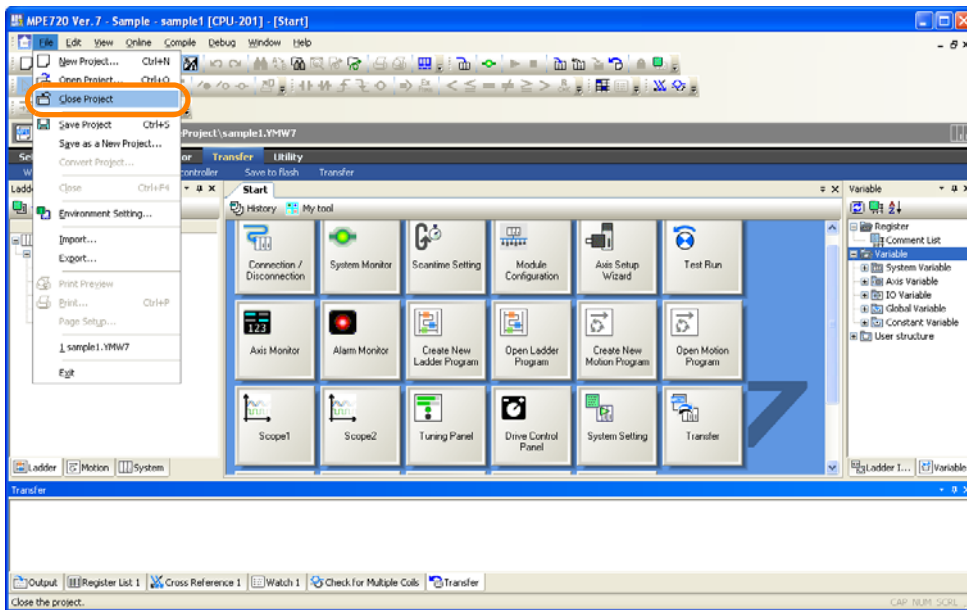 MPE720 Ver. 7 - Sample - sample1 [CPU-201] - [Start]
File Edit View Online Compile Debug Window Help
New Project... Ctrl+N
Open Project... Ctrl+O
Close Project
Save Project Ctrl+S
Save as a New Project...
Convert Project...
Close Ctrl+F4
Environment Setting...
Import...
Export...
Print Preview
Print... Ctrl+P
Page Setup...
1 sample1.YMW7
Exit
Project\sample1.YMW7
Transfer Utility
controller Save to flash Transfer
Start
History My tool
Connection / Disconnection
System Monitor
Scantime Setting
Module Configuration
Axis Setup Wizard
Test Run
Axis Monitor
Alarm Monitor
Create New Ladder Program
Open Ladder Program
Create New Motion Program
Open Motion Program
Scope1
Scope2
Tuning Panel
Drive Control Panel
System Setting
Transfer
7
Variable
Register
Comment List
Variable
System Variable
Axis Variable
IO Variable
Global Variable
Constant Variable
User structure
Ladder Motion System
Ladder I... Variable
Transfer
Output Register List 1 Cross Reference 1 Watch 1 Check for Multiple Coils Transfer
Close the project.
CAP NUM SCRL